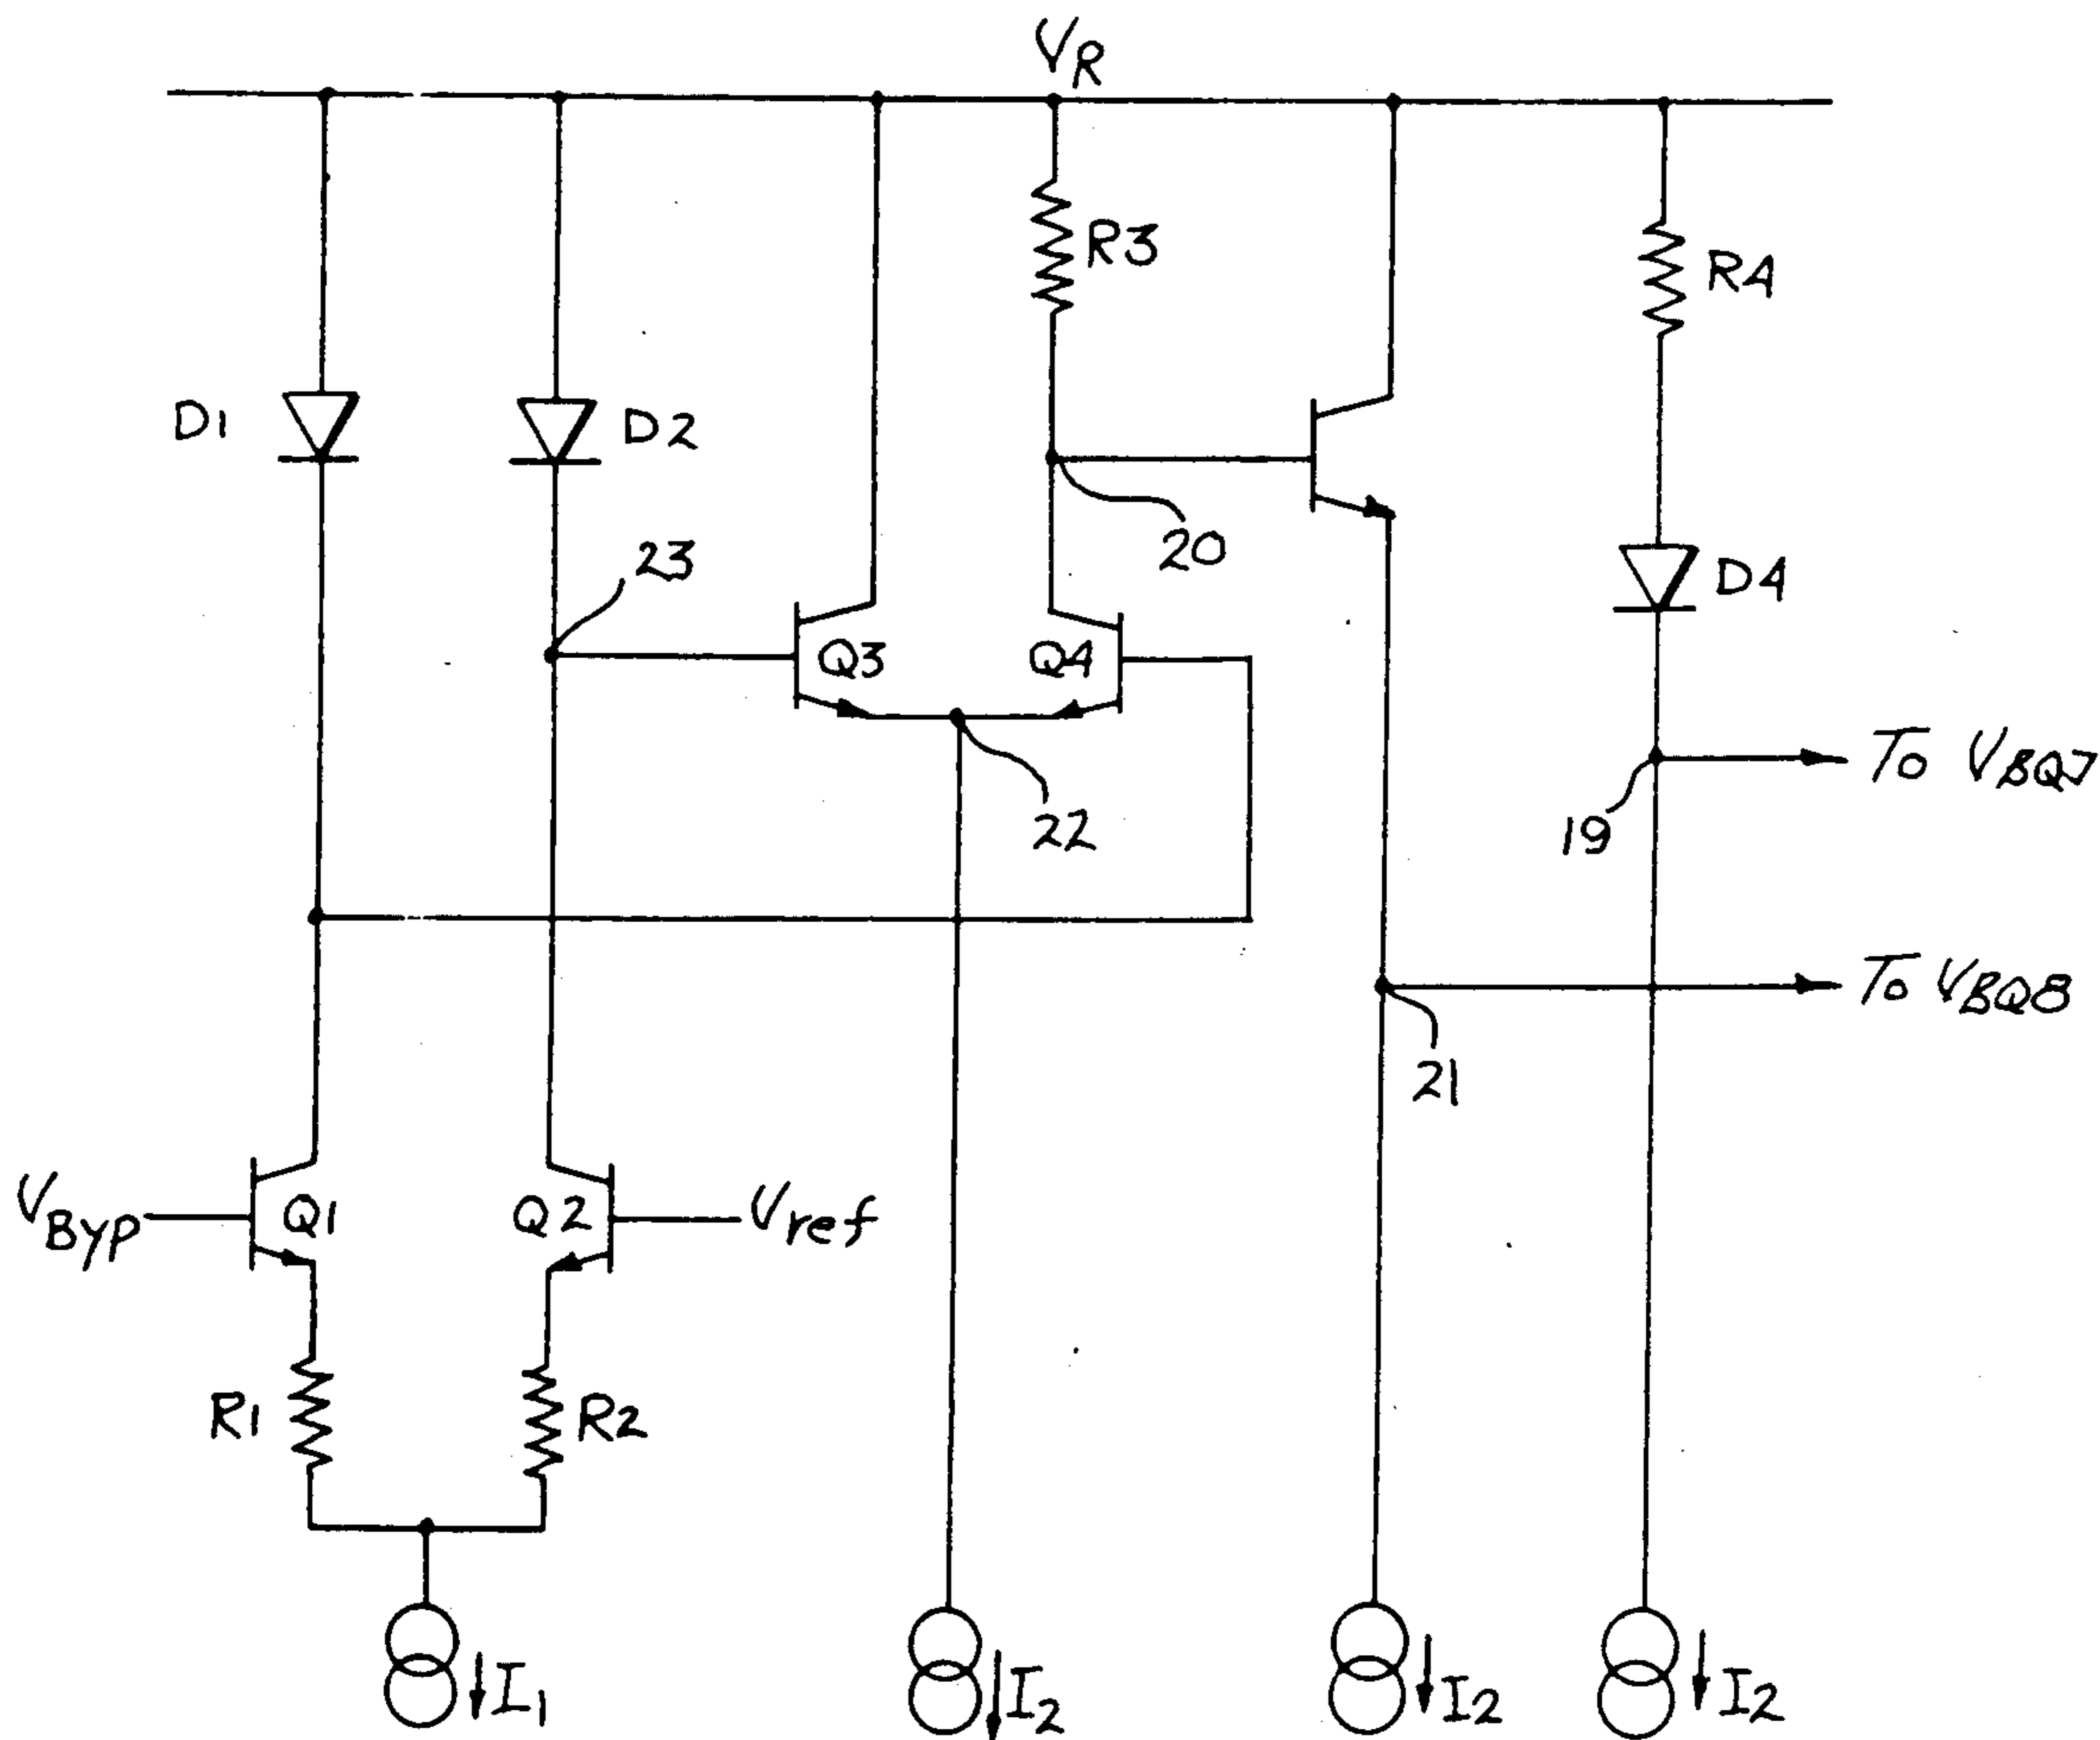 VR
R3
R4
D1
D2
20
D4
23
Q3
Q4
To VBQ7
22
19
To VBQ8
21
VByp
Q1
Q2
Vref
R1
R2
I1
I2
I2
I2